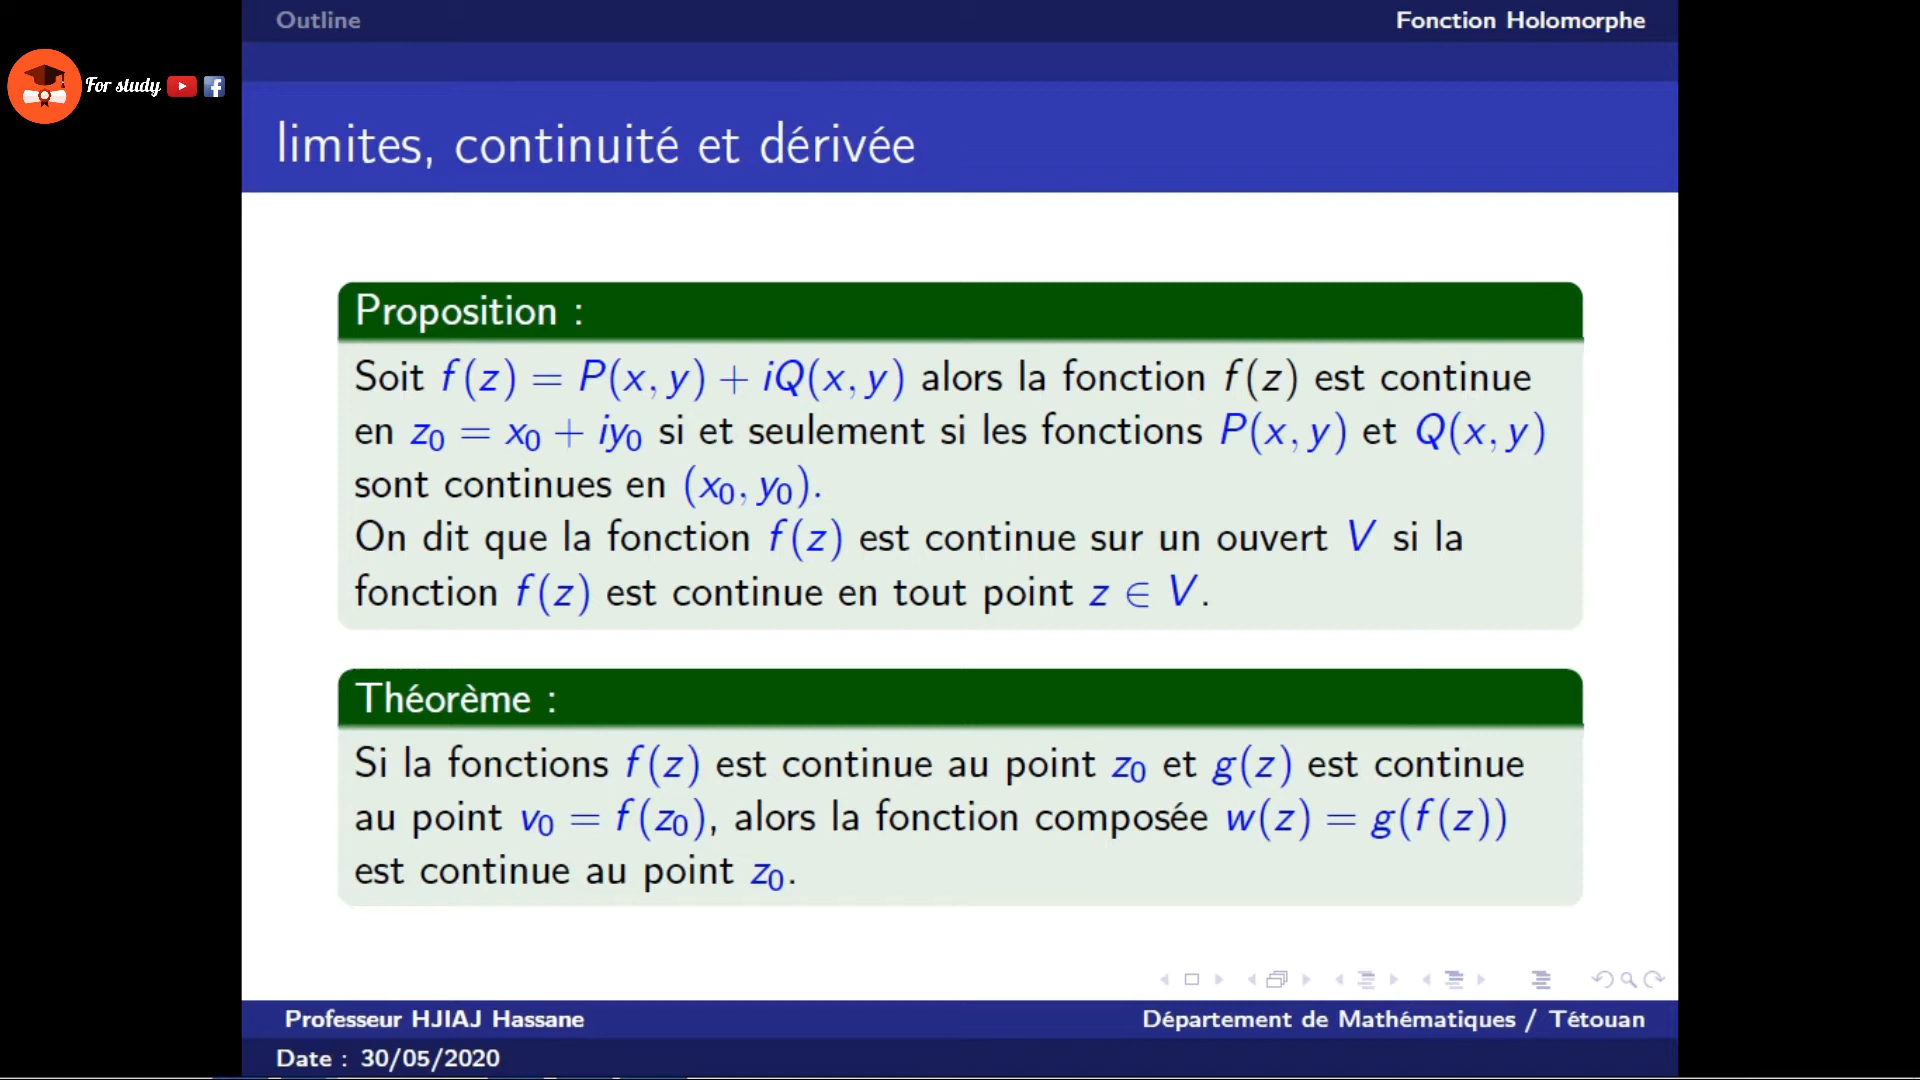 Outline
Fonction Holomorphe
For study
limites, continuité et dérivée
Proposition :
Soit f(z) = P(x, y) + iQ(x, y) alors la fonction f(z) est continue
en z₀ = x₀ + iy₀ si et seulement si les fonctions P(x, y) et Q(x, y)
sont continues en (x₀, y₀).
On dit que la fonction f(z) est continue sur un ouvert V si la
fonction f(z) est continue en tout point z ∈ V.
Théorème :
Si la fonctions f(z) est continue au point z₀ et g(z) est continue
au point v₀ = f(z₀), alors la fonction composée w(z) = g(f(z))
est continue au point z₀.
Professeur HJIAJ Hassane
Département de Mathématiques / Tétouan
Date : 30/05/2020